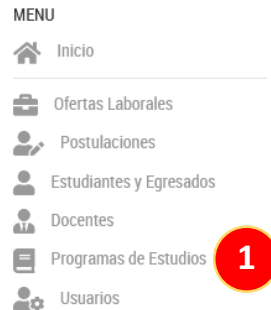 MENU
Inicio
Ofertas Laborales
Postulaciones
Estudiantes y Egresados
Docentes
Programas de Estudios 1
Usuarios